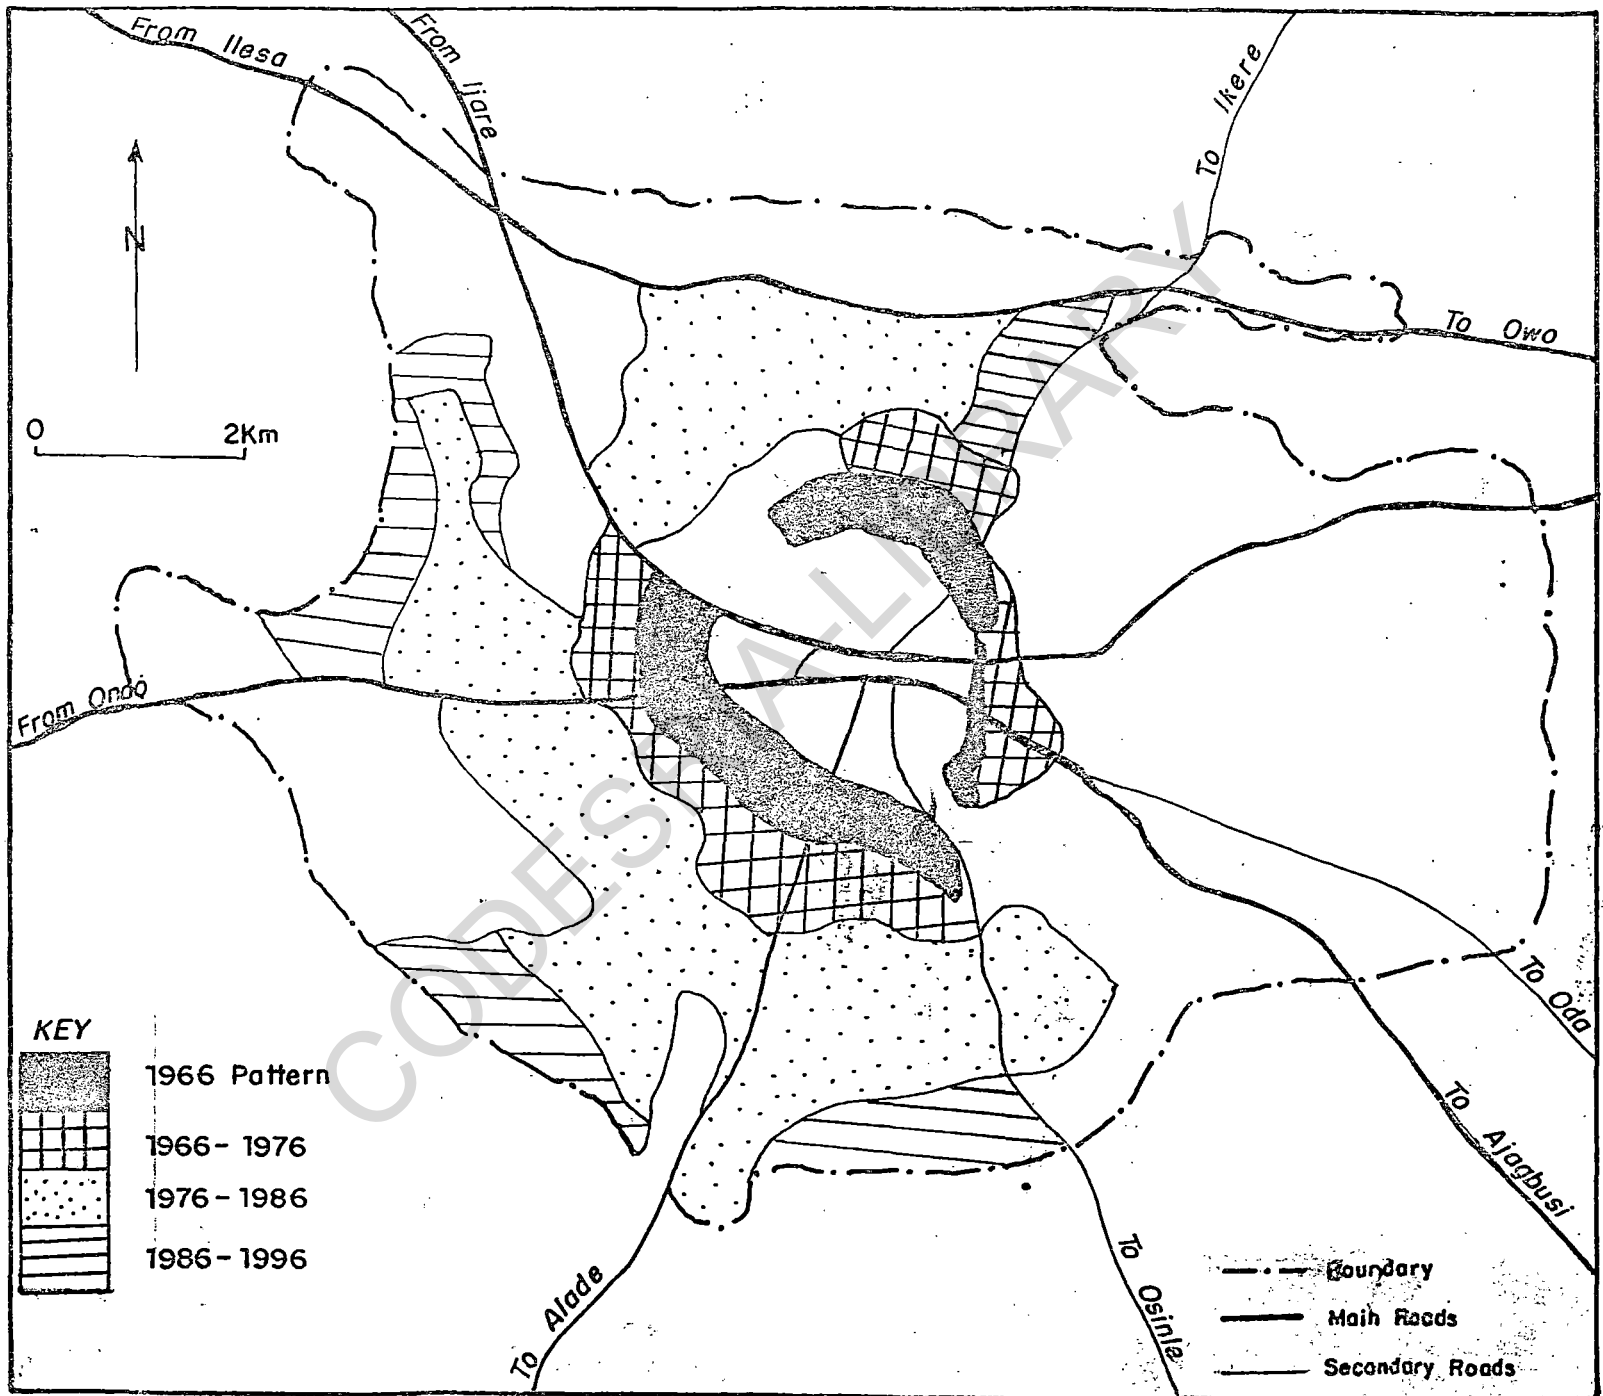 From Ilesa
From Ijare
To Ikere
N
To Owo
0 2Km
From Ondo
CODESRIA-LIBRARY
To Oda
KEY
1966 Pattern
1966-1976
1976-1986
1986-1996
To Ajagbusi
To Osinle
To Alade
Boundary
Main Roads
Secondary Roads